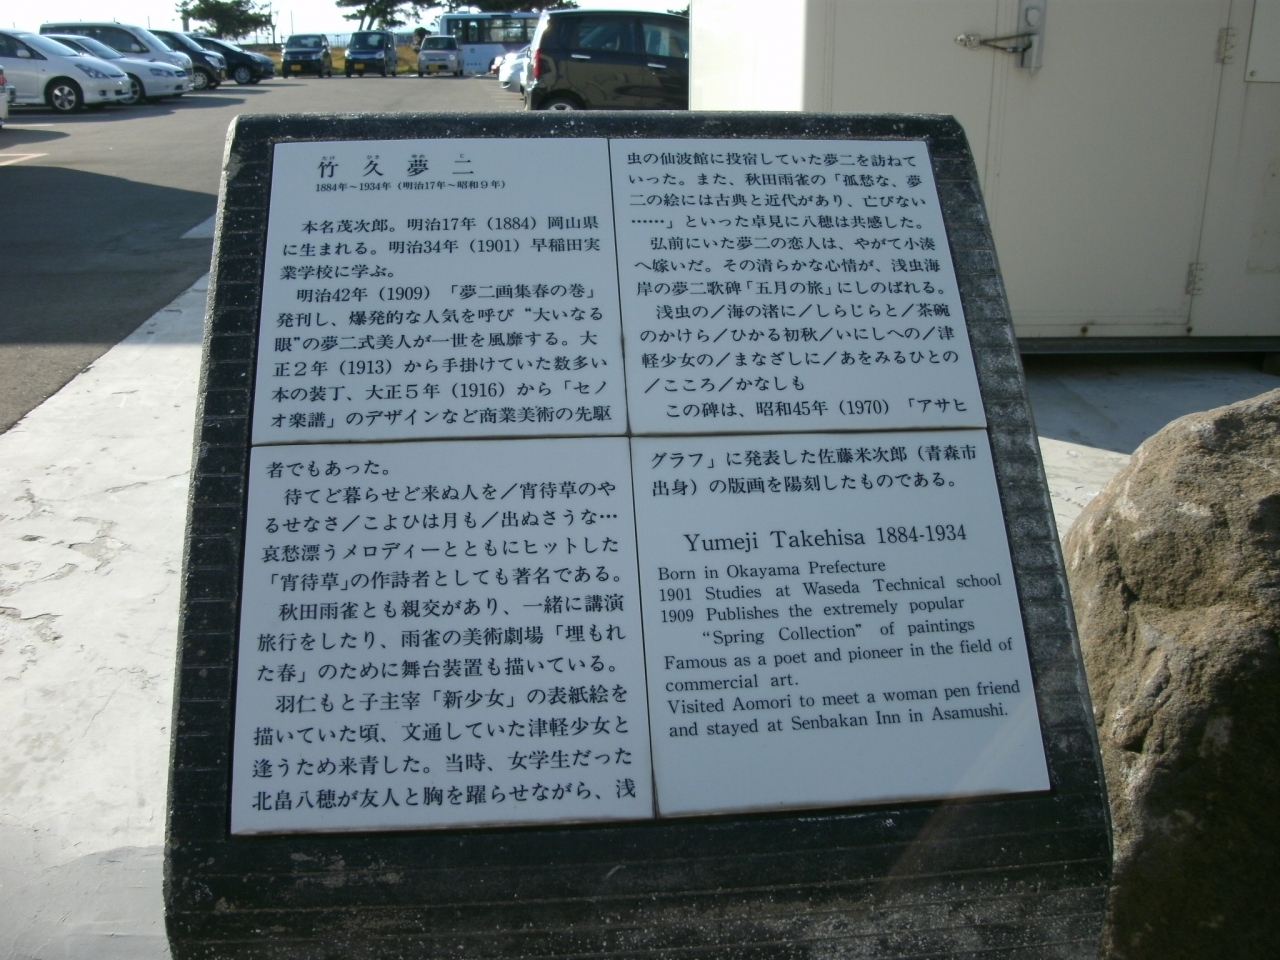 竹久夢二
1884年～1934年（明治17年～昭和9年）
本名茂次郎。明治17年（1884）岡山県
に生まれる。明治34年（1901）早稲田実
業学校に学ぶ。
明治42年（1909）「夢二画集春の巻」
発刊し、爆発的な人気を呼び“大いなる
眼”の夢二式美人が一世を風靡する。大
正２年（1913）から手掛けていた数多い
本の装丁、大正５年（1916）から「セノ
オ楽譜」のデザインなど商業美術の先駆
者でもあった。
待てど暮らせど来ぬ人を／宵待草のや
るせなさ／こよひは月も／出ぬさうな…
哀愁漂うメロディーとともにヒットした
「宵待草」の作詩者としても著名である。
秋田雨雀とも親交があり、一緒に講演
旅行をしたり、雨雀の美術劇場「埋もれ
た春」のために舞台装置も描いている。
羽仁もと子主宰「新少女」の表紙絵を
描いていた頃、文通していた津軽少女と
逢うため来青した。当時、女学生だった
北畠八穂が友人と胸を躍らせながら、浅
虫の仙波館に投宿していた夢二を訪ねて
いった。また、秋田雨雀の「孤愁な、夢
二の絵には古典と近代があり、亡びない
……」といった卓見に八穂は共感した。
弘前にいた夢二の恋人は、やがて小湊
へ嫁いだ。その清らかな心情が、浅虫海
岸の夢二歌碑「五月の旅」にしのばれる。
浅虫の／海の渚に／しらじらと／茶碗
のかけら／ひかる初秋／いにしへの／津
軽少女の／まなざしに／あをみるひとの
／こころ／かなしも
この碑は、昭和45年（1970）「アサヒ
グラフ」に発表した佐藤米次郎（青森市
出身）の版画を陽刻したものである。
Yumeji Takehisa 1884-1934
Born in Okayama Prefecture
1901 Studies at Waseda Technical school
1909 Publishes the extremely popular
“Spring Collection” of paintings
Famous as a poet and pioneer in the field of
commercial art.
Visited Aomori to meet a woman pen friend
and stayed at Senbakan Inn in Asamushi.